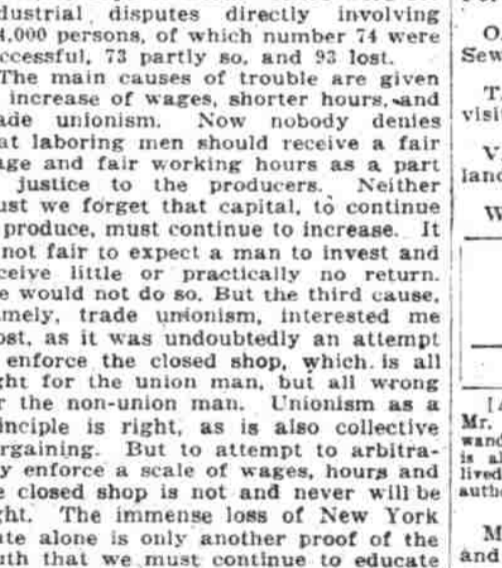 dustrial disputes directly involving
,000 persons, of which number 74 were
ccessful, 73 partly so, and 93 lost.
The main causes of trouble are given
increase of wages, shorter hours, and
ade unionism. Now nobody denies
at laboring men should receive a fair
age and fair working hours as a part
justice to the producers. Neither
ust we forget that capital, to continue
produce, must continue to increase. It
not fair to expect a man to invest and
ceive little or practically no return.
e would not do so. But the third cause,
mely, trade unionism, interested me
ost, as it was undoubtedly an attempt
enforce the closed shop, which is all
ght for the union man, but all wrong
r the non-union man. Unionism as a
inciple is right, as is also collective
rgaining. But to attempt to arbitra-
y enforce a scale of wages, hours and
e closed shop is not and never will be
ght. The immense loss of New York
ate alone is only another proof of the
uth that we must continue to educate
O
Sew
T
visi
V
land
W
[A
Mr.
wand
is al
lived
autho
M
and